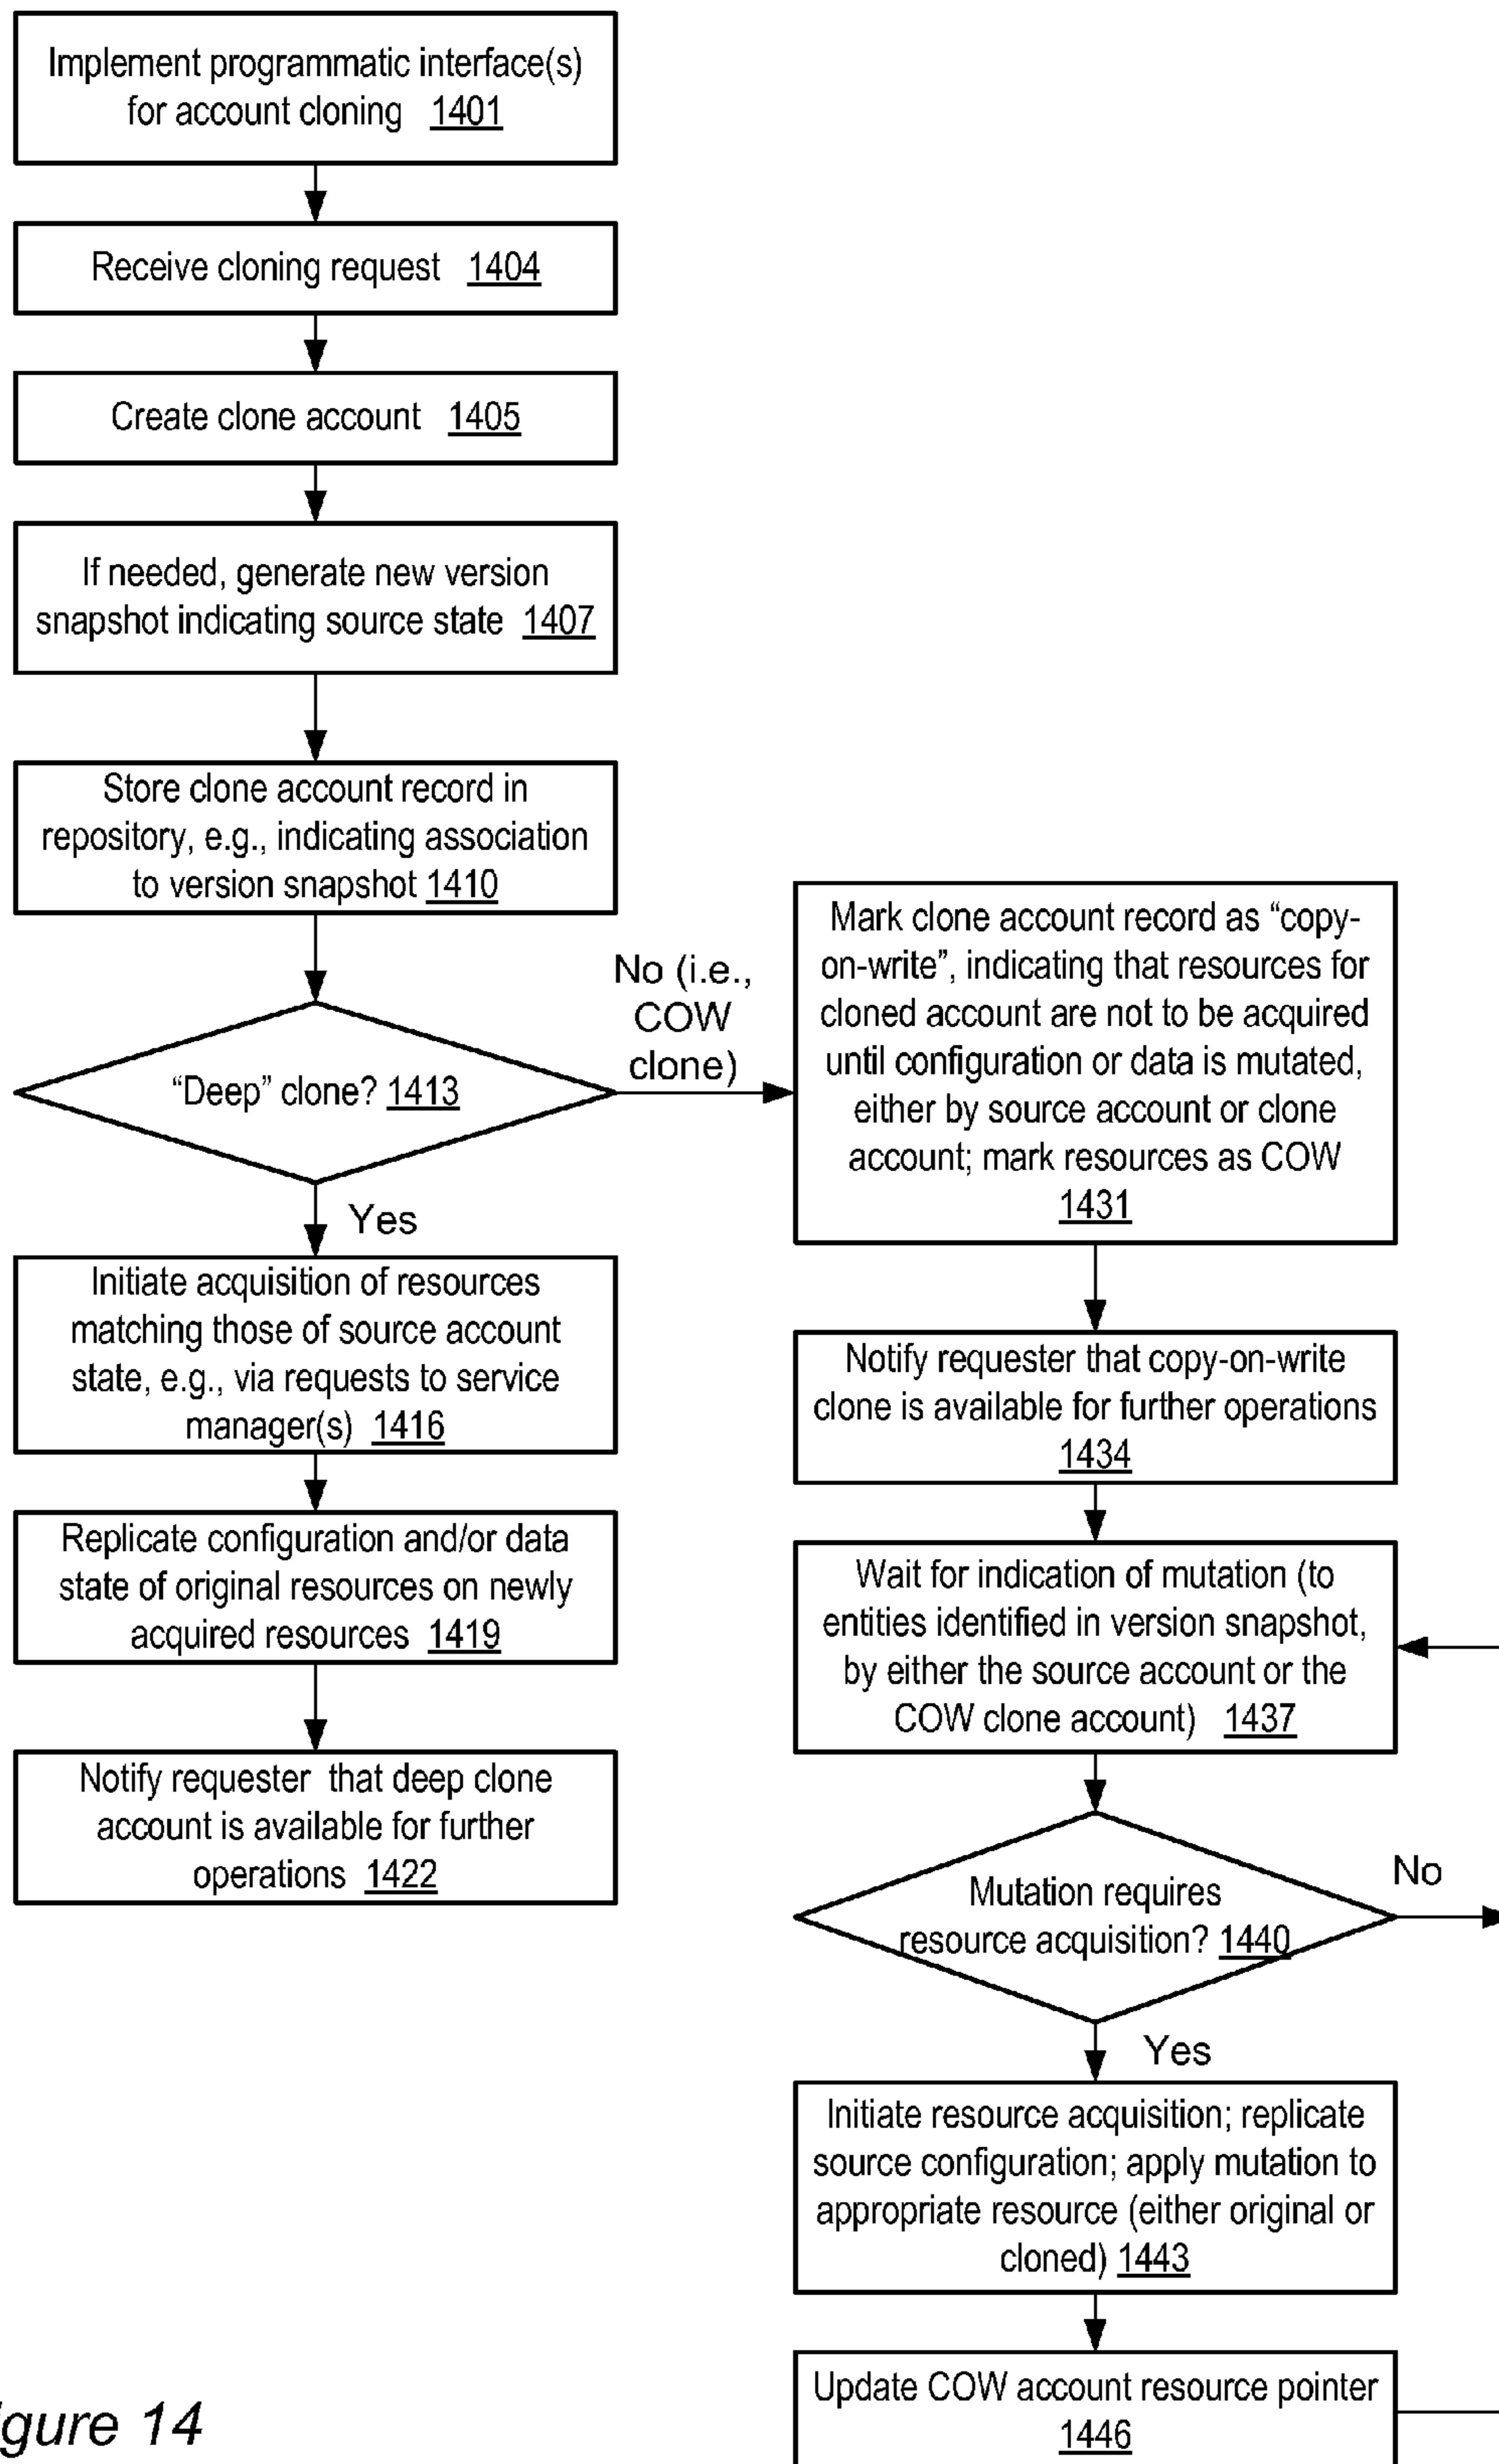 Implement programmatic interface(s)
for account cloning 1401
Receive cloning request 1404
Create clone account 1405
If needed, generate new version
snapshot indicating source state 1407
Store clone account record in
repository, e.g., indicating association
to version snapshot 1410
“Deep” clone? 1413
No (i.e.,
COW
clone)
Yes
Initiate acquisition of resources
matching those of source account
state, e.g., via requests to service
manager(s) 1416
Replicate configuration and/or data
state of original resources on newly
acquired resources 1419
Notify requester that deep clone
account is available for further
operations 1422
Mark clone account record as “copy-
on-write”, indicating that resources for
cloned account are not to be acquired
until configuration or data is mutated,
either by source account or clone
account; mark resources as COW
1431
Notify requester that copy-on-write
clone is available for further operations
1434
Wait for indication of mutation (to
entities identified in version snapshot,
by either the source account or the
COW clone account) 1437
Mutation requires
resource acquisition? 1440
No
Yes
Initiate resource acquisition; replicate
source configuration; apply mutation to
appropriate resource (either original or
cloned) 1443
Update COW account resource pointer
1446
igure 14